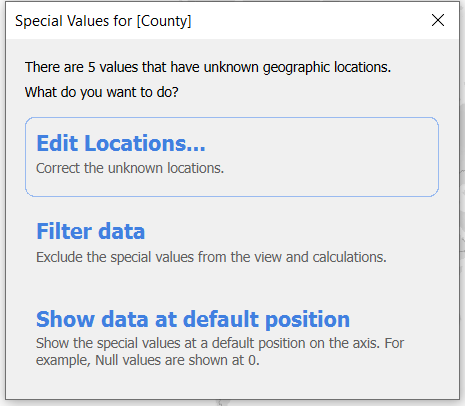 Special Values for [County]
There are 5 values that have unknown geographic locations.
What do you want to do?
Edit Locations...
Correct the unknown locations.
Filter data
Exclude the special values from the view and calculations.
Show data at default position
Show the special values at a default position on the axis. For
example, Null values are shown at 0.